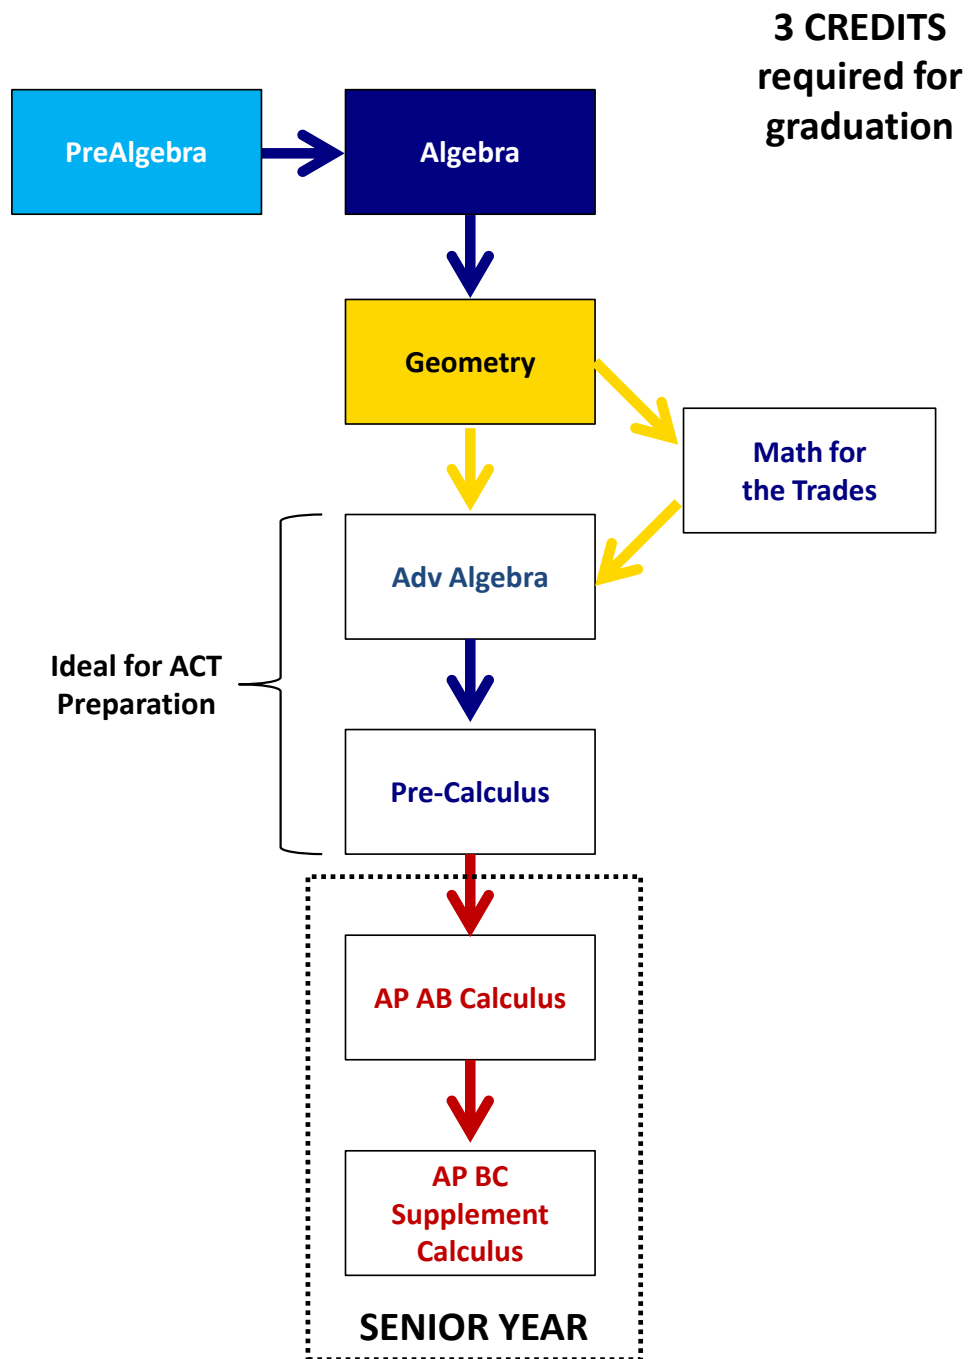 3 CREDITS
required for
graduation
PreAlgebra
Algebra
Geometry
Math for
the Trades
Adv Algebra
Ideal for ACT
Preparation
Pre-Calculus
AP AB Calculus
AP BC
Supplement
Calculus
SENIOR YEAR